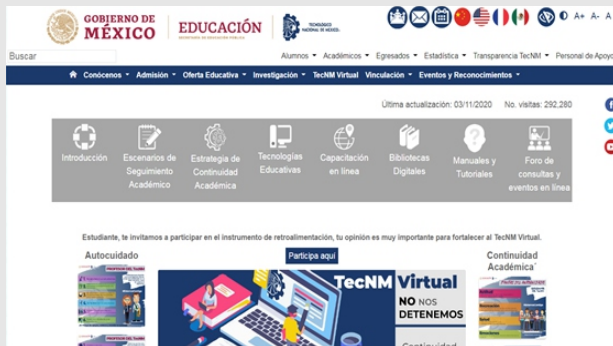 GOBIERNO DE
MÉXICO
EDUCACIÓN
SECRETARÍA DE EDUCACIÓN PÚBLICA
TECNOLÓGICO
NACIONAL DE MÉXICO
A+ A- A
Buscar
Alumnos Académicos Egresados Estadística Transparencia TecNM Personal de Apoyo
Conócenos Admisión Oferta Educativa Investigación TecNM Virtual Vinculación Eventos y Reconocimientos
Última actualización: 03/11/2020 No. visitas: 292,280
Introducción
Escenarios de
Seguimiento
Académico
Estrategia de
Continuidad
Académica
Tecnologías
Educativas
Capacitación
en línea
Bibliotecas
Digitales
Manuales y
Tutoriales
Foro de
consultas y
eventos en línea
Estudiante, te invitamos a participar en el instrumento de retroalimentación, tu opinión es muy importante para fortalecer al TecNM Virtual.
Autocuidado
Participa aquí
Continuidad
Académica
TecNM Virtual
NO NOS
DETENEMOS
Continuidad